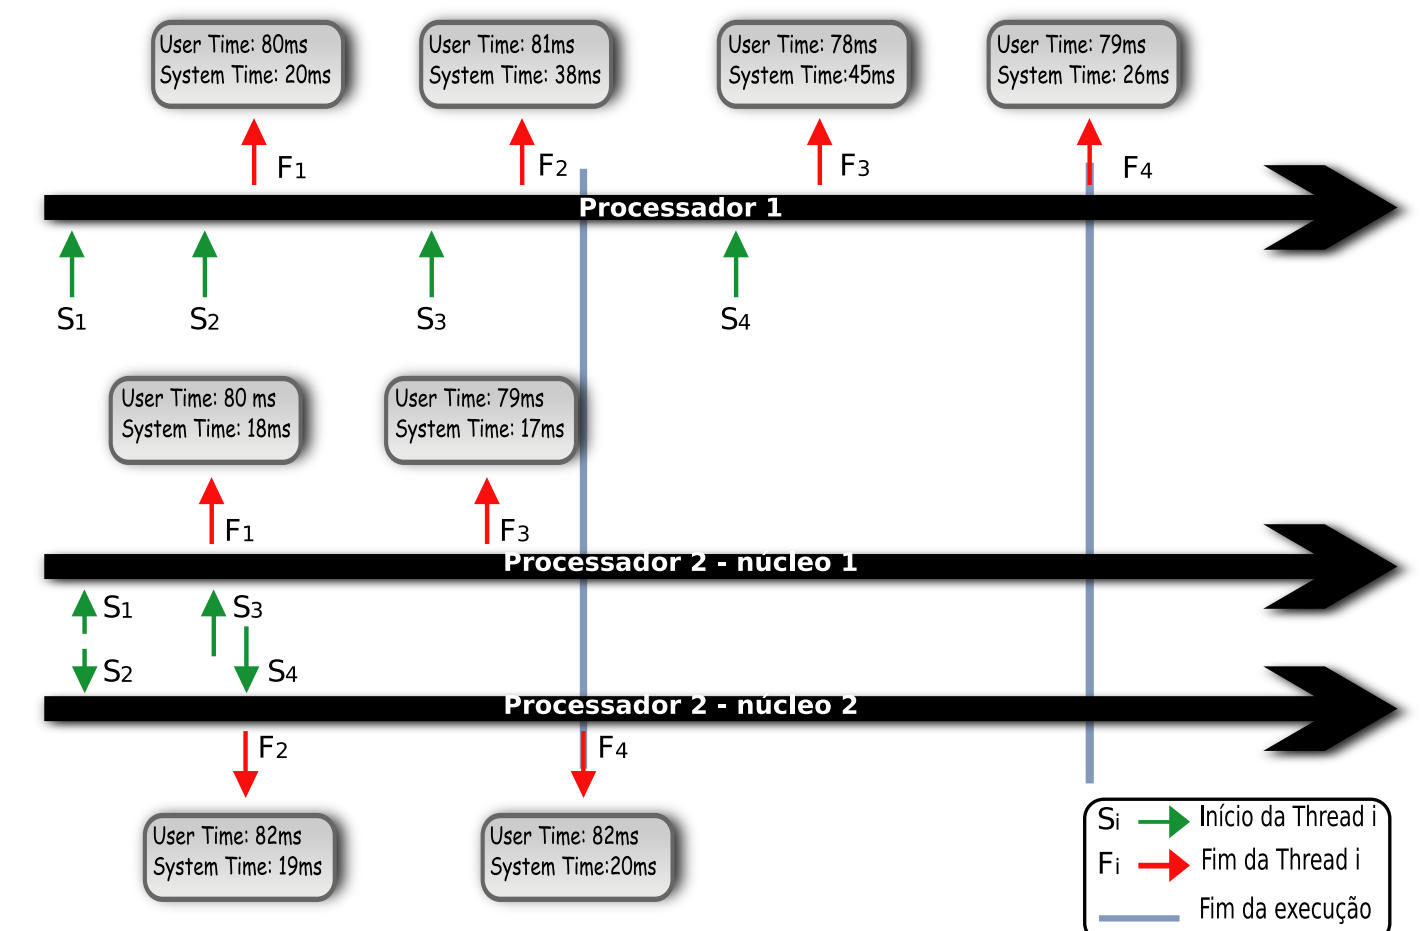 User Time: 80ms
System Time: 20ms
User Time: 81ms
System Time: 38ms
User Time: 78ms
System Time:45ms
User Time: 79ms
System Time: 26ms
F1
F2
F3
F4
Processador 1
S1
S2
S3
S4
User Time: 80 ms
System Time: 18ms
User Time: 79ms
System Time: 17ms
F1
F3
Processador 2 - núcleo 1
S1
S3
S2
S4
Processador 2 - núcleo 2
F2
F4
User Time: 82ms
System Time: 19ms
User Time: 82ms
System Time:20ms
Si
Início da Thread i
Fi
Fim da Thread i
Fim da execução